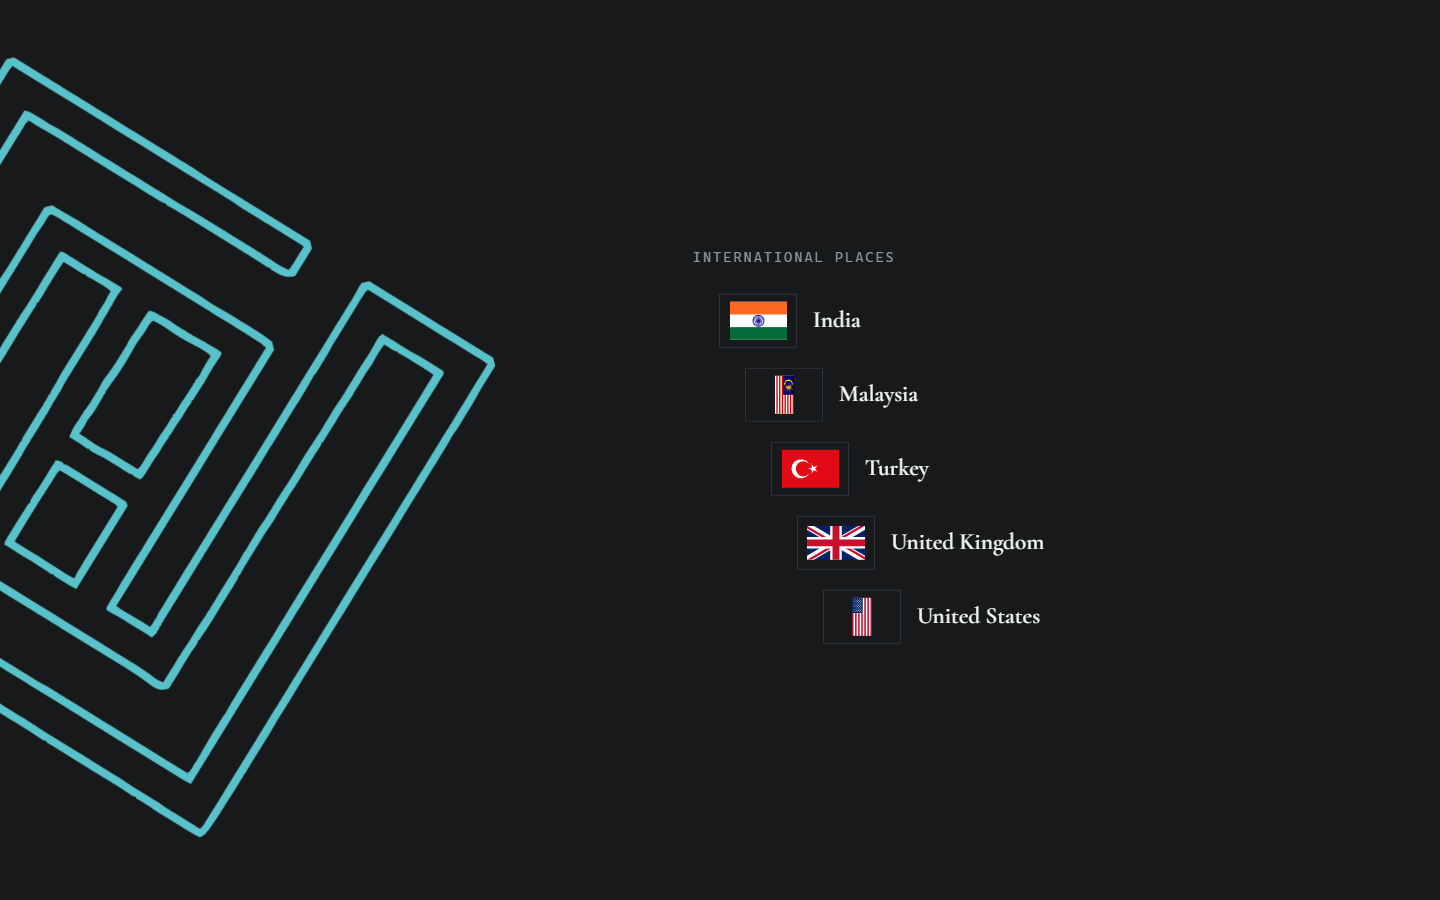 INTERNATIONAL PLACES
India
Malaysia
Turkey
United Kingdom
United States